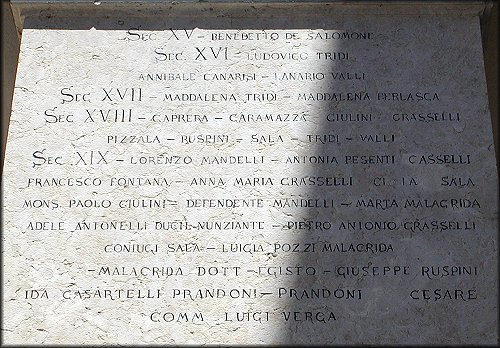 SEC. XV – BENEDETTO DE SALOMONE
SEC. XVI – LUDOVICO TRIDI
ANNIBALE CANARISI – LANARIO VALLI
SEC. XVII – MADDALENA TRIDI – MADDALENA PERLASCA
SEC. XVIII – CAPRERA – CARAMAZZA GIULINI – GRASSELLI
PIZZALA – RUSPINI – SALA – TRIDI – VALLI
SEC. XIX – LORENZO MANDELLI – ANTONIA PESENTI CASSELLI
FRANCESCO FONTANA – ANNA MARIA GRASSELLI SALA
MONS. PAOLO GIULINI – DEFENDENTE MANDELLI – MARTA MALACRIDA
ADELE ANTONELLI DUCH. NUNZIANTE – PIETRO ANTONIO GRASSELLI
CONIUGI SALA – LUIGIA POZZI MALACRIDA
– MALACRIDA DOTT – EGISTO – GIUSEPPE RUSPINI
IDA CASARTELLI PRANDONI – PRANDONI CESARE
COMM. LUIGI VERGA